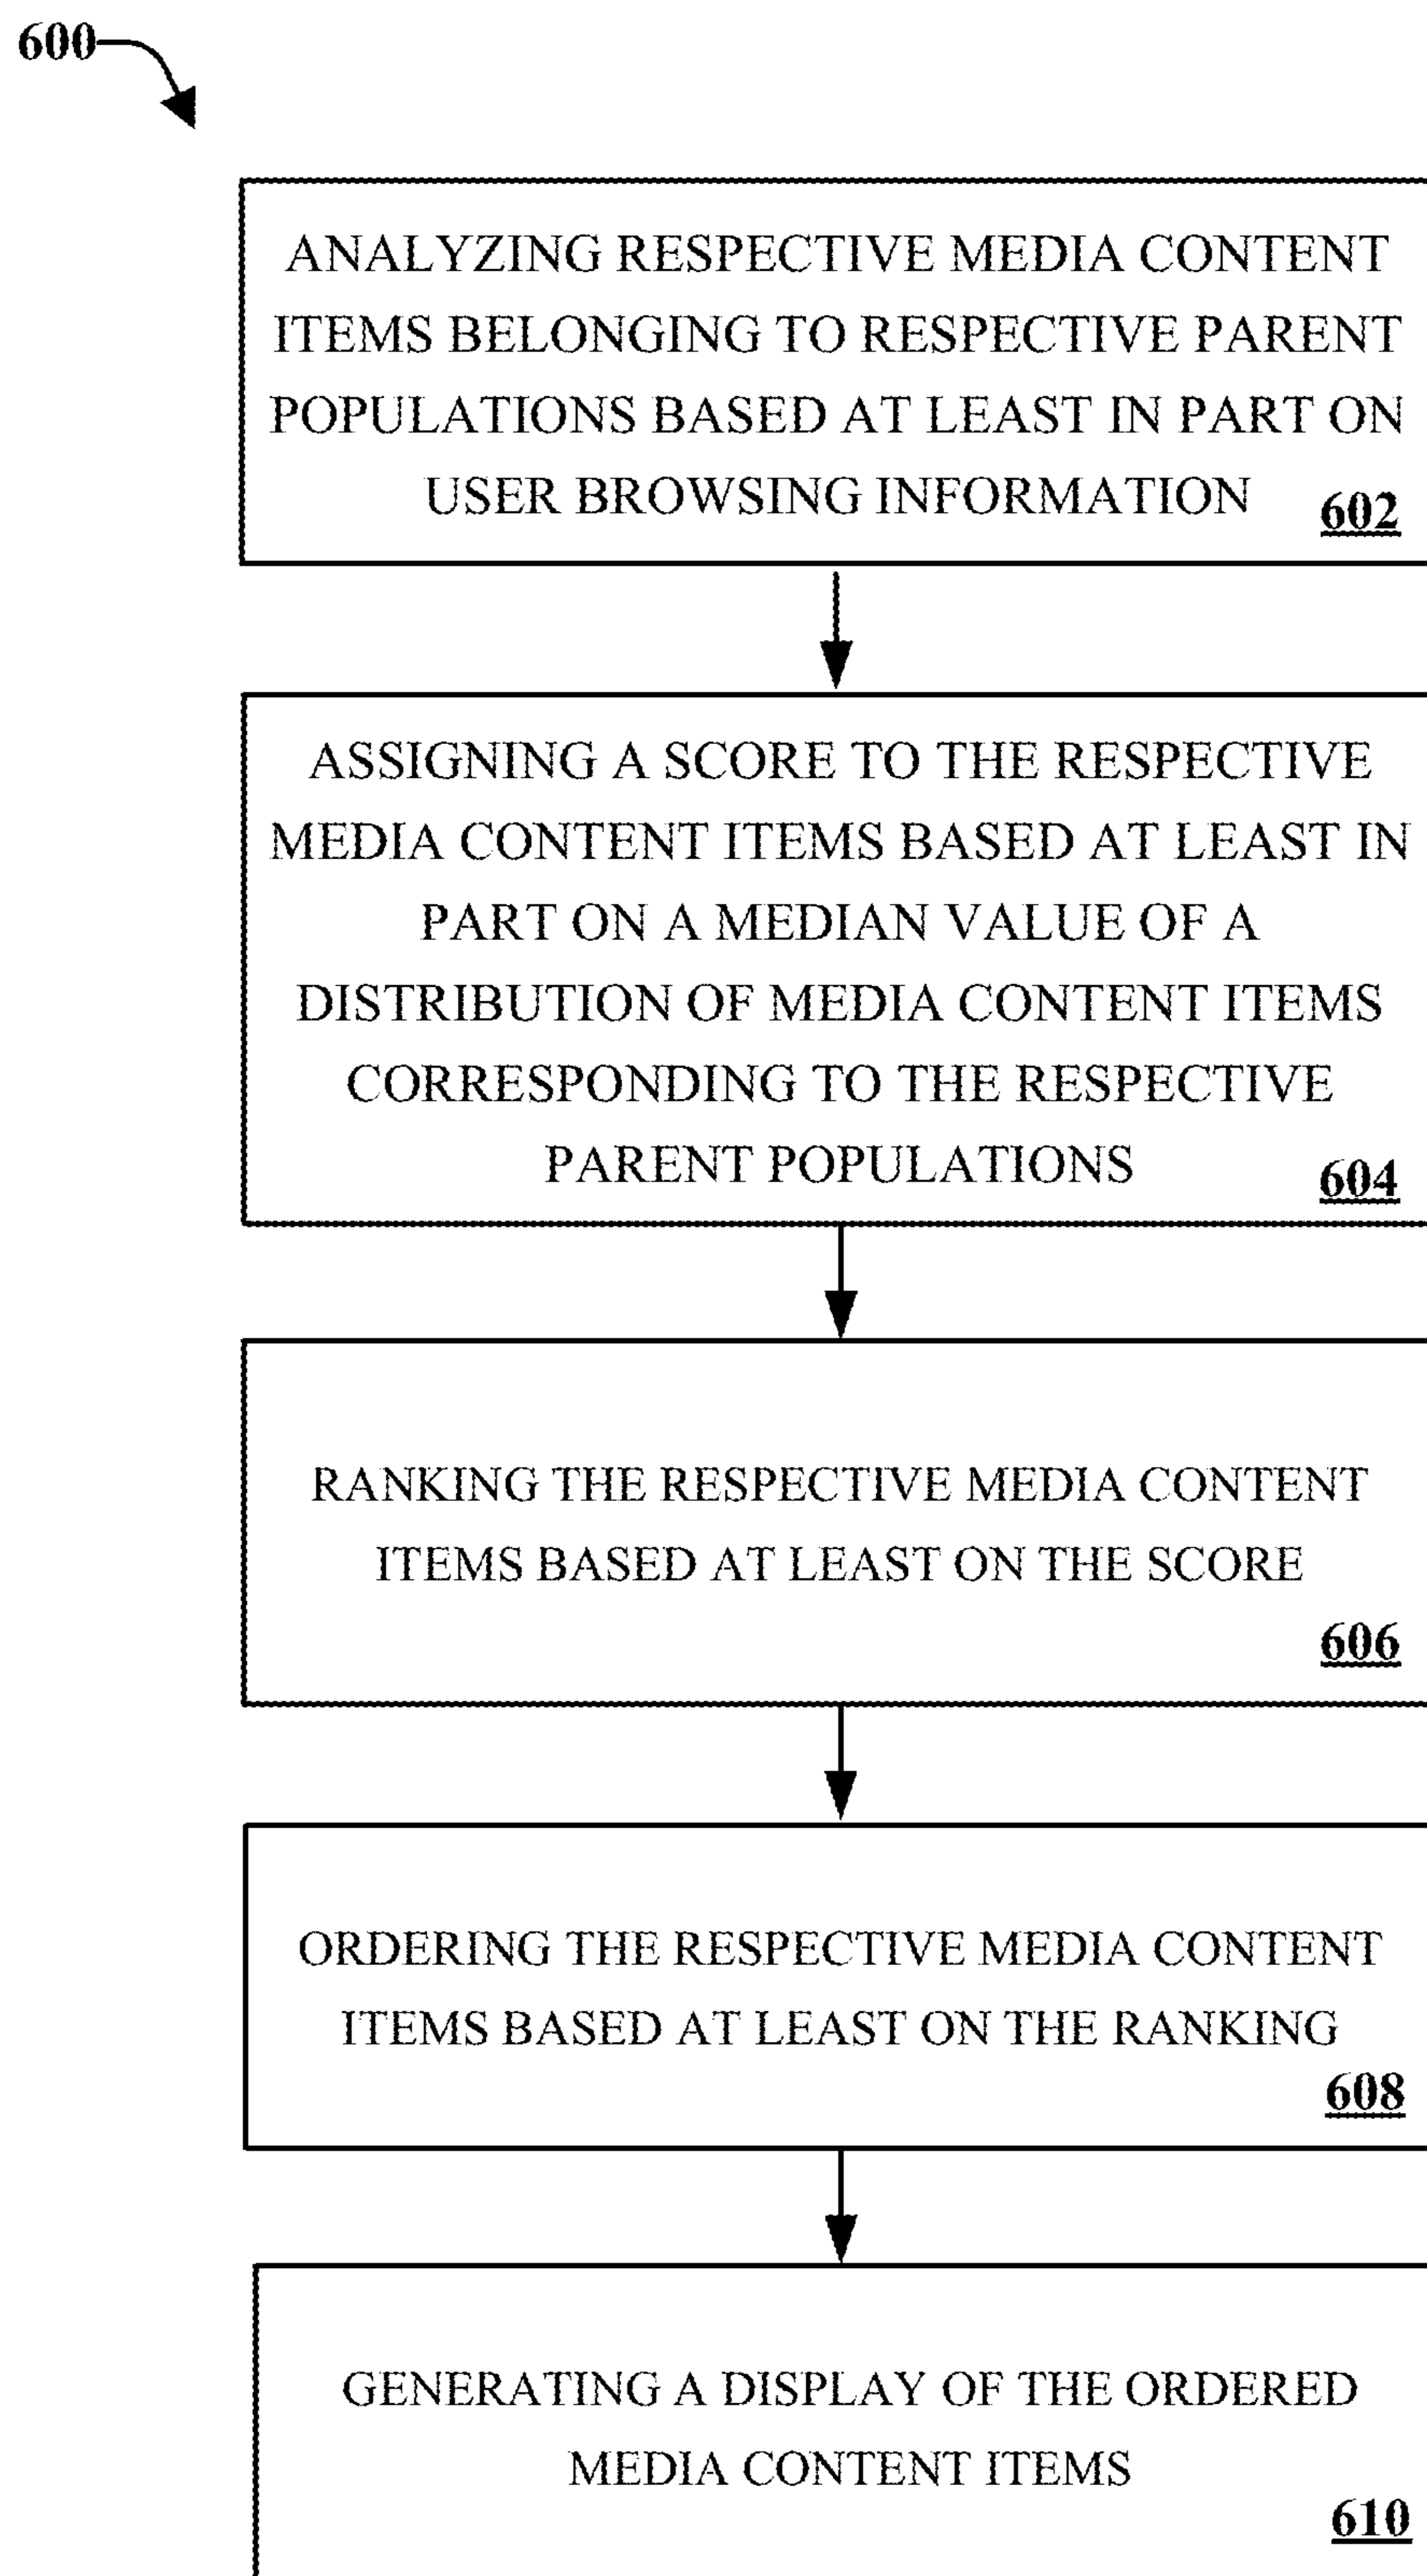 600
ANALYZING RESPECTIVE MEDIA CONTENT
ITEMS BELONGING TO RESPECTIVE PARENT
POPULATIONS BASED AT LEAST IN PART ON
USER BROWSING INFORMATION
602
ASSIGNING A SCORE TO THE RESPECTIVE
MEDIA CONTENT ITEMS BASED AT LEAST IN
PART ON A MEDIAN VALUE OF A
DISTRIBUTION OF MEDIA CONTENT ITEMS
CORRESPONDING TO THE RESPECTIVE
PARENT POPULATIONS
604
RANKING THE RESPECTIVE MEDIA CONTENT
ITEMS BASED AT LEAST ON THE SCORE
606
ORDERING THE RESPECTIVE MEDIA CONTENT
ITEMS BASED AT LEAST ON THE RANKING
608
GENERATING A DISPLAY OF THE ORDERED
MEDIA CONTENT ITEMS
610